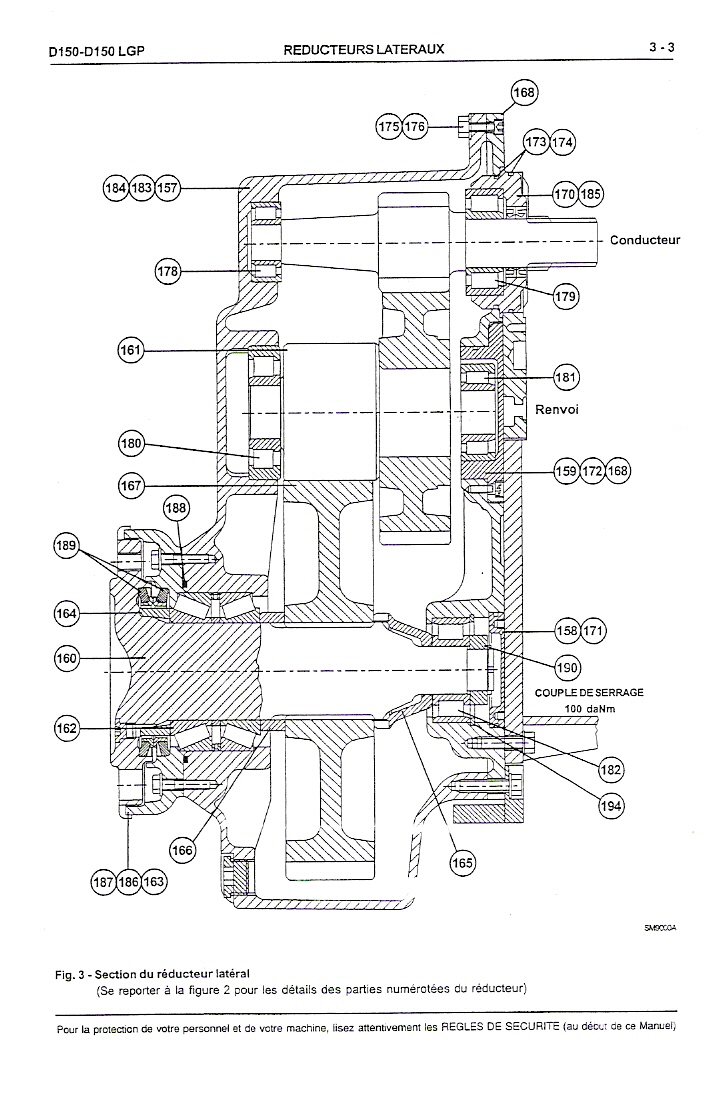 D150-D150 LGP REDUCTEURS LATERAUX 3 - 3
168
175 176
173 174
184 183 157
170 185
Conducteur
178
179
161
181
Renvoi
180
159 172 168
167
188
189
164
158 171
160
190
COUPLE DE SERRAGE
100 daNm
162
182
194
166
165
187 186 163
Fig. 3 - Section du réducteur latéral
(Se reporter à la figure 2 pour les détails des parties numérotées du réducteur)
Pour la protection de votre personnel et de votre machine, lisez attentivement les REGLES DE SECURITE (au début de ce Manuel)